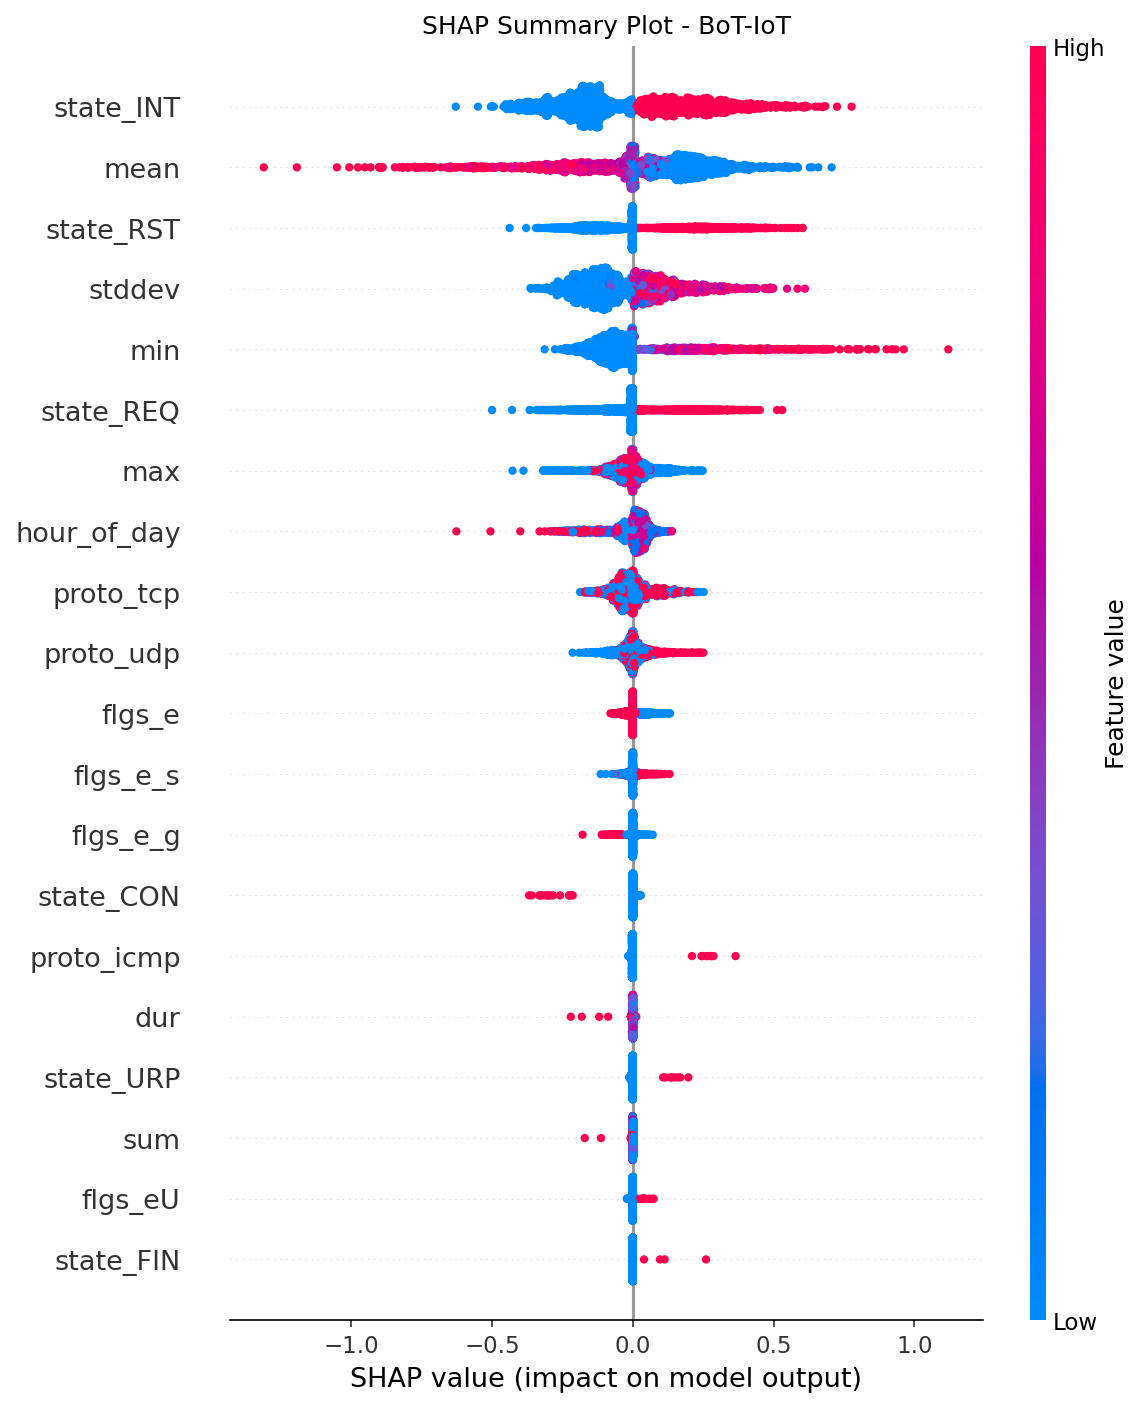 SHAP Summary Plot - BoT-IoT
High
state_INT
mean
state_RST
stddev
min
state_REQ
max
hour_of_day
proto_tcp
proto_udp
flgs_e
flgs_e_s
flgs_e_g
state_CON
proto_icmp
dur
state_URP
sum
flgs_eU
state_FIN
Feature value
Low
−1.0 −0.5 0.0 0.5 1.0
SHAP value (impact on model output)